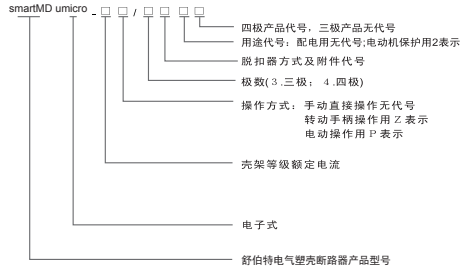 smartMD umicro - □ □ / □ □ □ □
四极产品代号，三极产品无代号
用途代号：配电用无代号;电动机保护用2表示
脱扣器方式及附件代号
极数(３.三极；４.四极)
操作方式：手动直接操作无代号
转动手柄操作用Ｚ表示
电动操作用Ｐ表示
壳架等级额定电流
电子式
舒伯特电气塑壳断路器产品型号